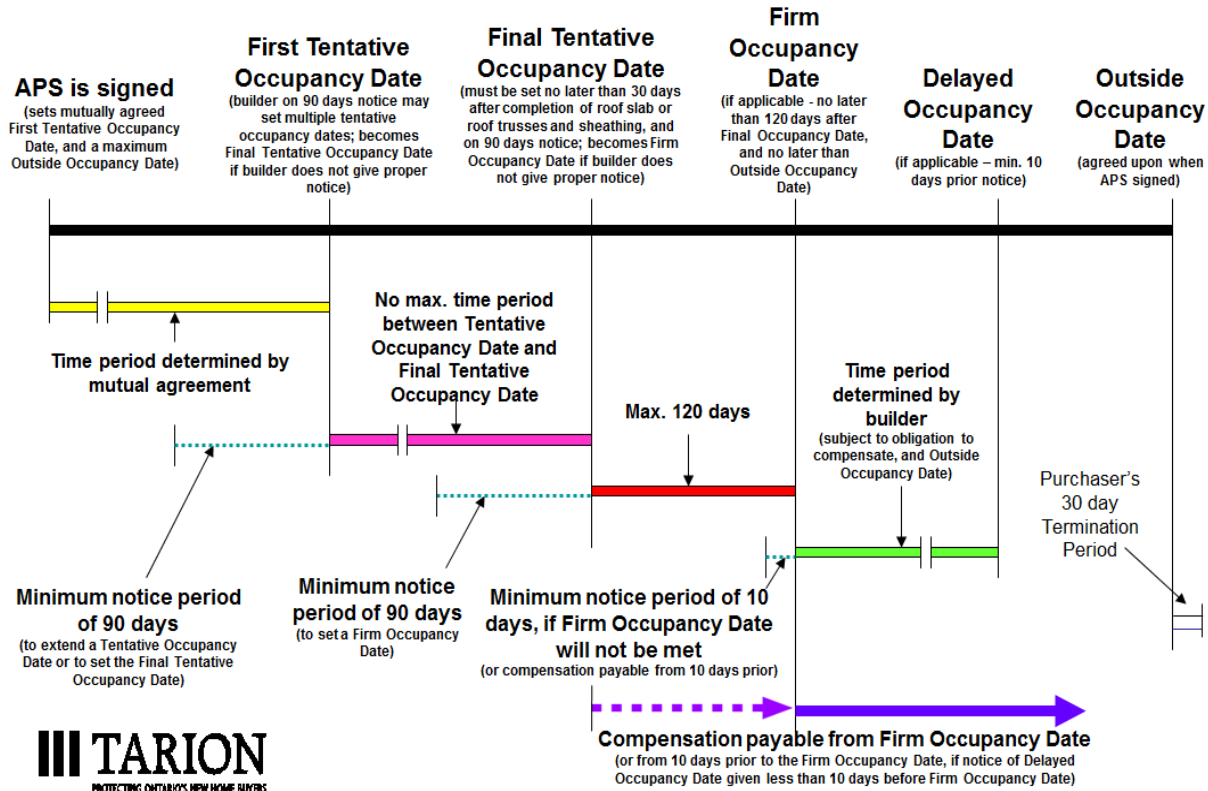 APS is signed
(sets mutually agreed
First Tentative Occupancy
Date, and a maximum
Outside Occupancy Date)
First Tentative
Occupancy Date
(builder on 90 days notice may
set multiple tentative
occupancy dates; becomes
Final Tentative Occupancy Date
if builder does not give proper
notice)
Final Tentative
Occupancy Date
(must be set no later than 30 days
after completion of roof slab or
roof trusses and sheathing, and
on 90 days notice; becomes Firm
Occupancy Date if builder does
not give proper notice)
Firm
Occupancy
Date
(if applicable - no later
than 120 days after
Final Occupancy Date,
and no later than
Outside Occupancy
Date)
Delayed
Occupancy
Date
(if applicable – min. 10
days prior notice)
Outside
Occupancy
Date
(agreed upon when
APS signed)
Time period determined by
mutual agreement
No max. time period
between Tentative
Occupancy Date and
Final Tentative
Occupancy Date
Max. 120 days
Time period
determined by
builder
(subject to obligation to
compensate, and Outside
Occupancy Date)
Purchaser's
30 day
Termination
Period
Minimum notice period
of 90 days
(to extend a Tentative Occupancy
Date or to set the Final Tentative
Occupancy Date)
Minimum notice
period of 90 days
(to set a Firm Occupancy
Date)
Minimum notice period of 10
days, if Firm Occupancy Date
will not be met
(or compensation payable from 10 days prior)
Compensation payable from Firm Occupancy Date
(or from 10 days prior to the Firm Occupancy Date, if notice of Delayed
Occupancy Date given less than 10 days before Firm Occupancy Date)
TARION
PROTECTING ONTARIO'S NEW HOME BUYERS